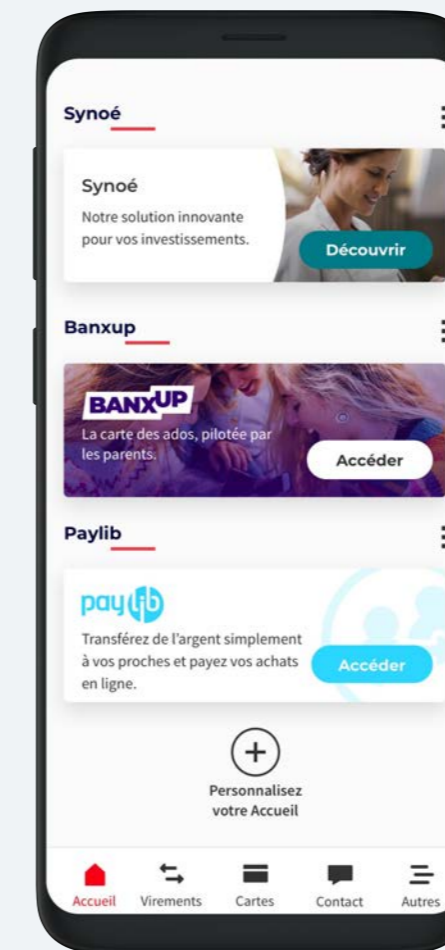 Synoé
Synoé
Notre solution innovante
pour vos investissements.
Découvrir
Banxup
BANXUP
La carte des ados, pilotée par
les parents.
Accéder
Paylib
paylib
Transférez de l'argent simplement
à vos proches et payez vos achats
en ligne.
Accéder
Personnalisez
votre Accueil
Accueil
Virements
Cartes
Contact
Autres